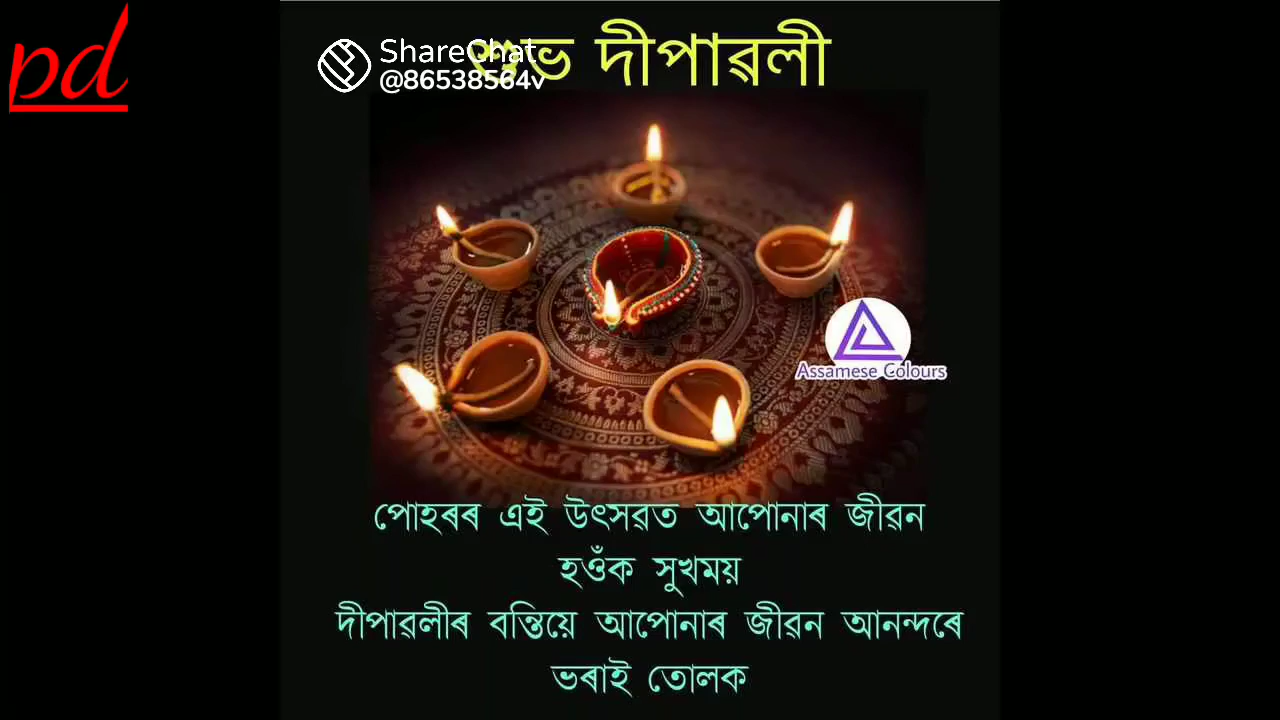 pd
ShareChat
@86538564v
শুভ দীপাৱলী
Assamese Colours
পোহৰৰ এই উৎসৱত আপোনাৰ জীৱন
হওঁক সুখময়
দীপাৱলীৰ বন্তিয়ে আপোনাৰ জীৱন আনন্দৰে
ভৰাই তোলক